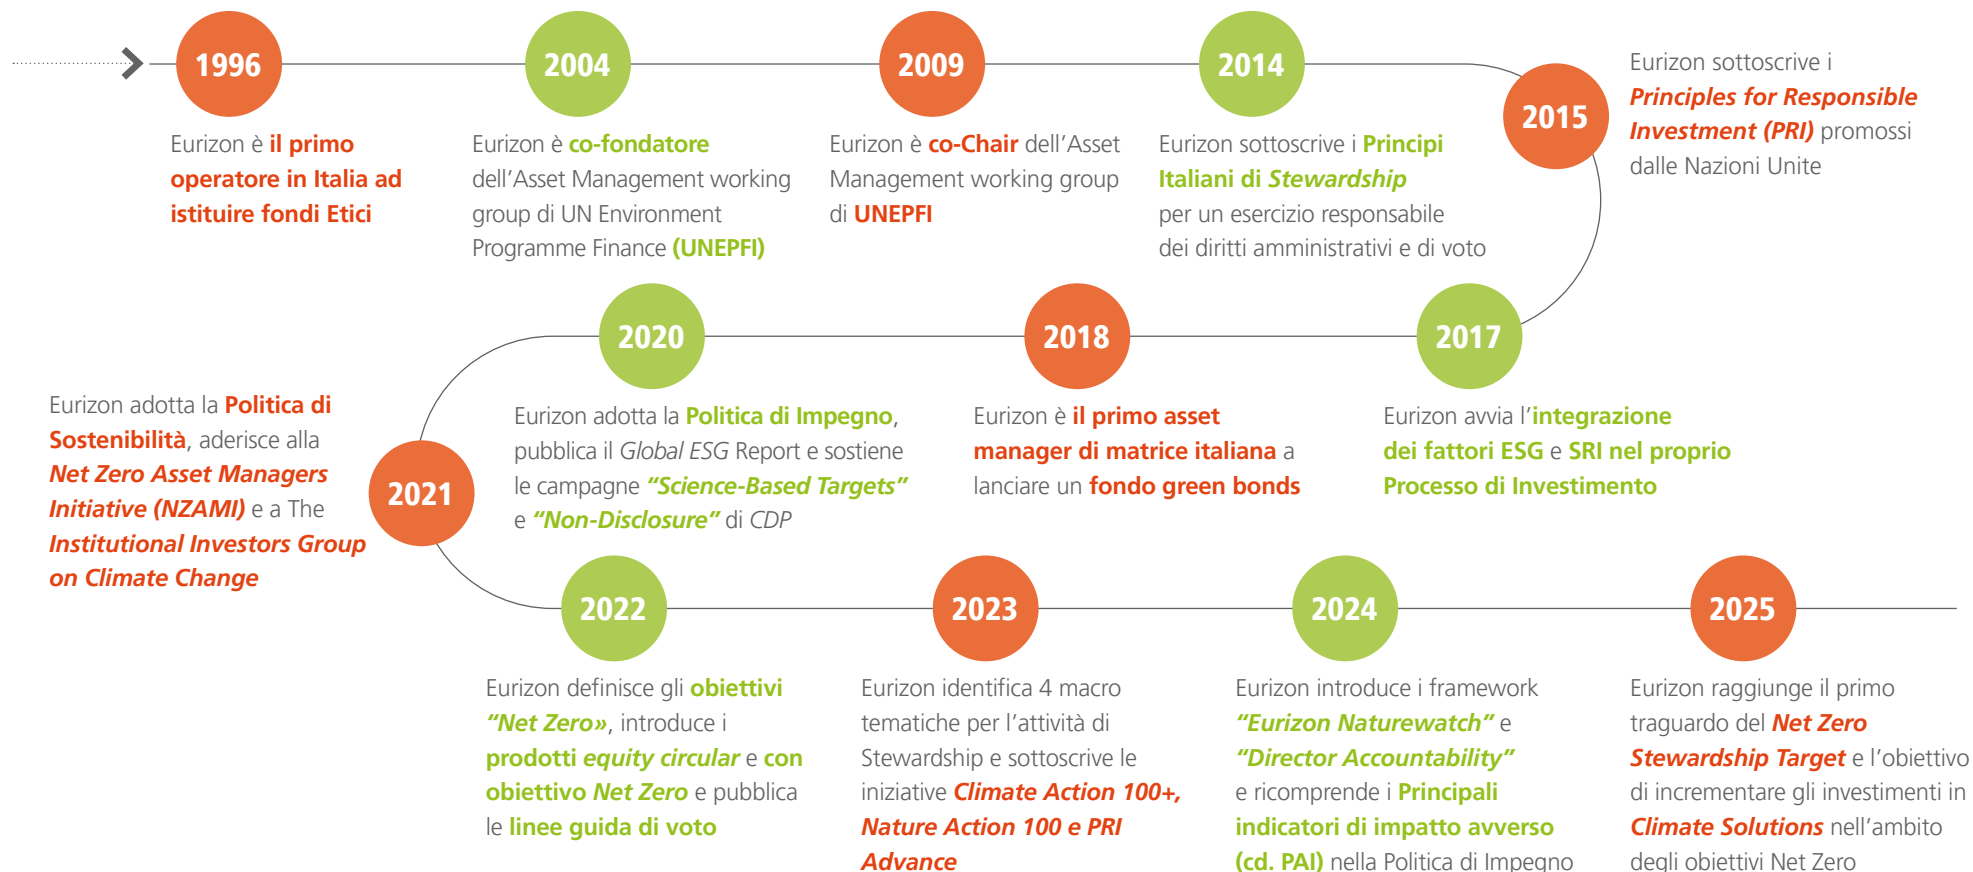 1996
Eurizon è il primo
operatore in Italia ad
istituire fondi Etici
2004
Eurizon è co-fondatore
dell'Asset Management working
group di UN Environment
Programme Finance (UNEPFI)
2009
Eurizon è co-Chair dell'Asset
Management working group
di UNEPFI
2014
Eurizon sottoscrive i Principi
Italiani di Stewardship
per un esercizio responsabile
dei diritti amministrativi e di voto
2015
Eurizon sottoscrive i
Principles for Responsible
Investment (PRI) promossi
dalle Nazioni Unite
2017
Eurizon avvia l'integrazione
dei fattori ESG e SRI nel proprio
Processo di Investimento
2018
Eurizon è il primo asset
manager di matrice italiana a
lanciare un fondo green bonds
2020
Eurizon adotta la Politica di Impegno,
pubblica il Global ESG Report e sostiene
le campagne “Science-Based Targets”
e “Non-Disclosure” di CDP
2021
Eurizon adotta la Politica di
Sostenibilità, aderisce alla
Net Zero Asset Managers
Initiative (NZAMI) e a The
Institutional Investors Group
on Climate Change
2022
Eurizon definisce gli obiettivi
“Net Zero», introduce i
prodotti equity circular e con
obiettivo Net Zero e pubblica
le linee guida di voto
2023
Eurizon identifica 4 macro
tematiche per l'attività di
Stewardship e sottoscrive le
iniziative Climate Action 100+,
Nature Action 100 e PRI
Advance
2024
Eurizon introduce i framework
“Eurizon Naturewatch” e
“Director Accountability”
e ricomprende i Principali
indicatori di impatto avverso
(cd. PAI) nella Politica di Impegno
2025
Eurizon raggiunge il primo
traguardo del Net Zero
Stewardship Target e l'obiettivo
di incrementare gli investimenti in
Climate Solutions nell'ambito
degli obiettivi Net Zero